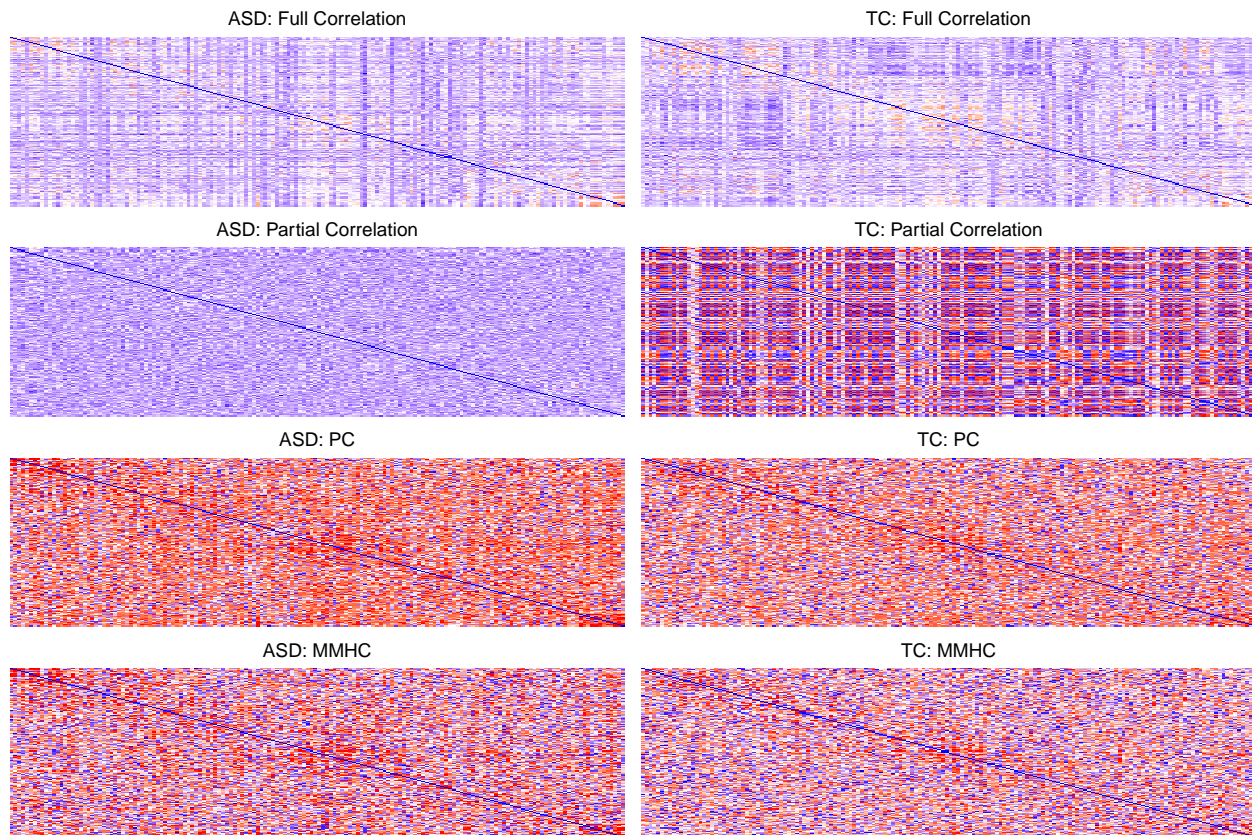 ASD: Full Correlation
TC: Full Correlation
ASD: Partial Correlation
TC: Partial Correlation
ASD: PC
TC: PC
ASD: MMHC
TC: MMHC